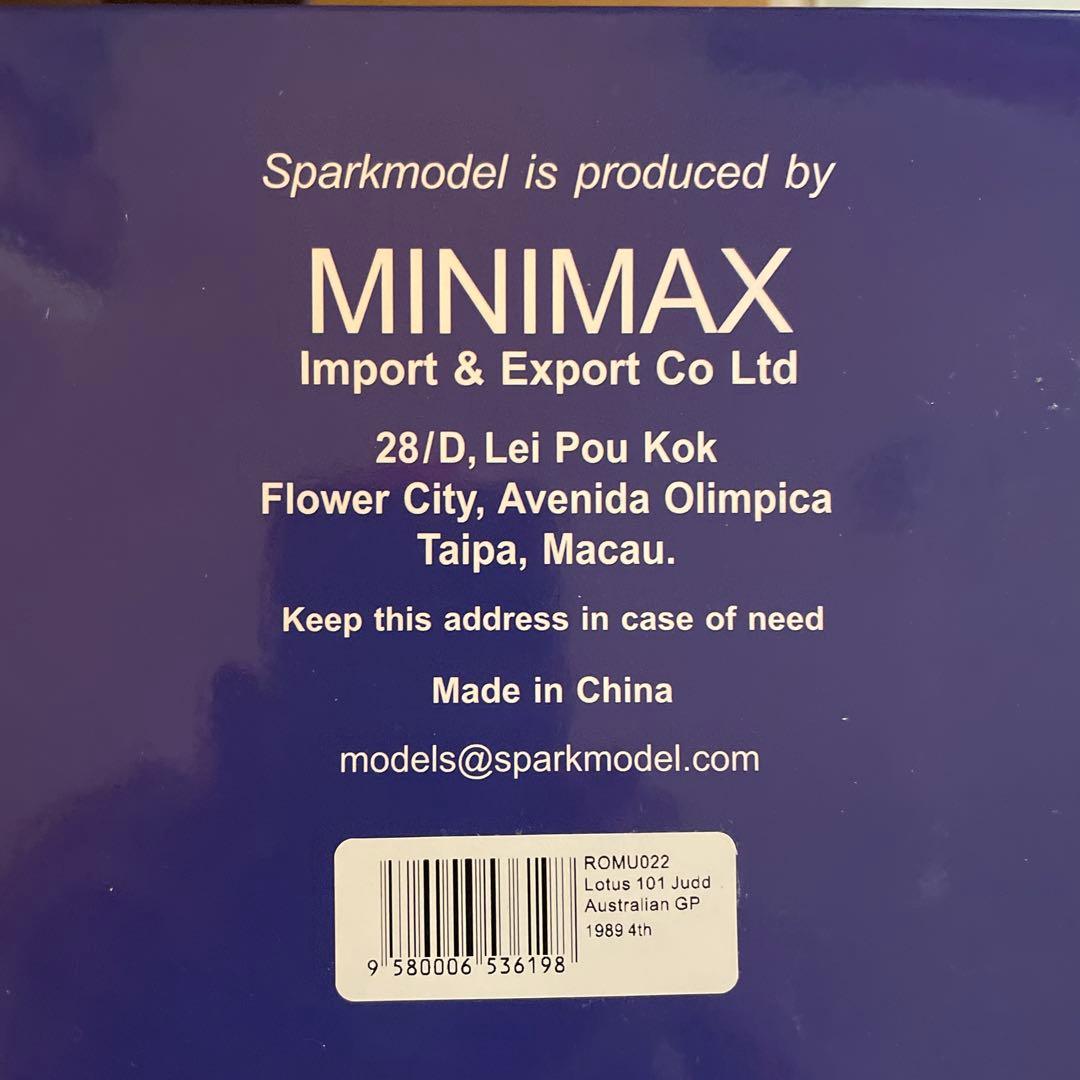 Sparkmodel is produced by
MINIMAX
Import & Export Co Ltd
28/D, Lei Pou Kok
Flower City, Avenida Olimpica
Taipa, Macau.
Keep this address in case of need
Made in China
models@sparkmodel.com
ROMU022
Lotus 101 Judd
Australian GP
1989 4th
9 580006 536198